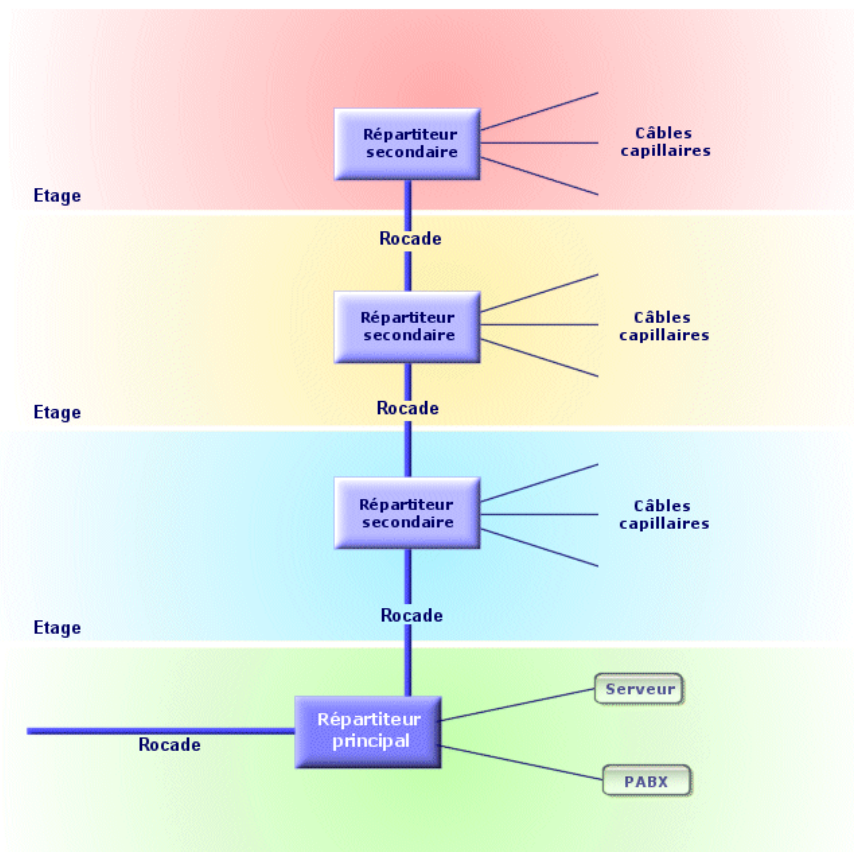 Répartiteur
secondaire
Câbles
capillaires
Etage
Rocade
Répartiteur
secondaire
Câbles
capillaires
Etage
Rocade
Répartiteur
secondaire
Câbles
capillaires
Etage
Rocade
Serveur
Répartiteur
principal
Rocade
PABX